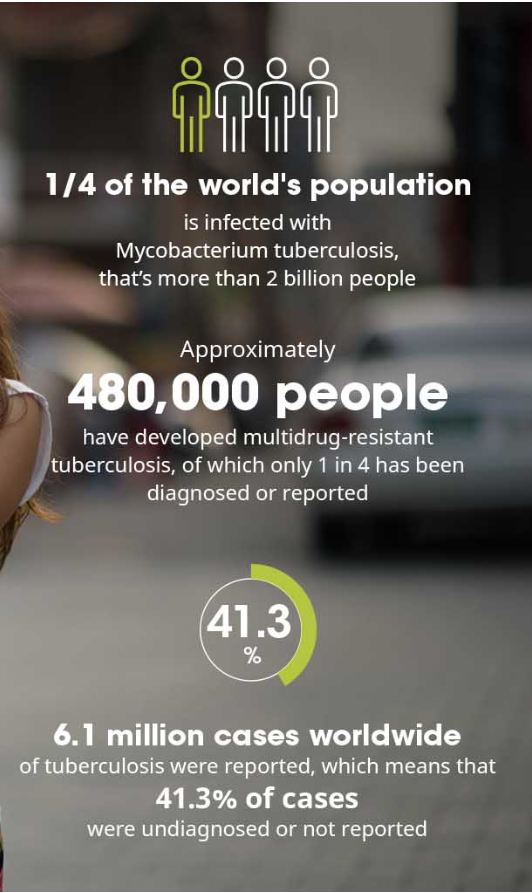 1/4 of the world's population
is infected with
Mycobacterium tuberculosis,
that's more than 2 billion people
Approximately
480,000 people
have developed multidrug-resistant
tuberculosis, of which only 1 in 4 has been
diagnosed or reported
41.3
%
6.1 million cases worldwide
of tuberculosis were reported, which means that
41.3% of cases
were undiagnosed or not reported